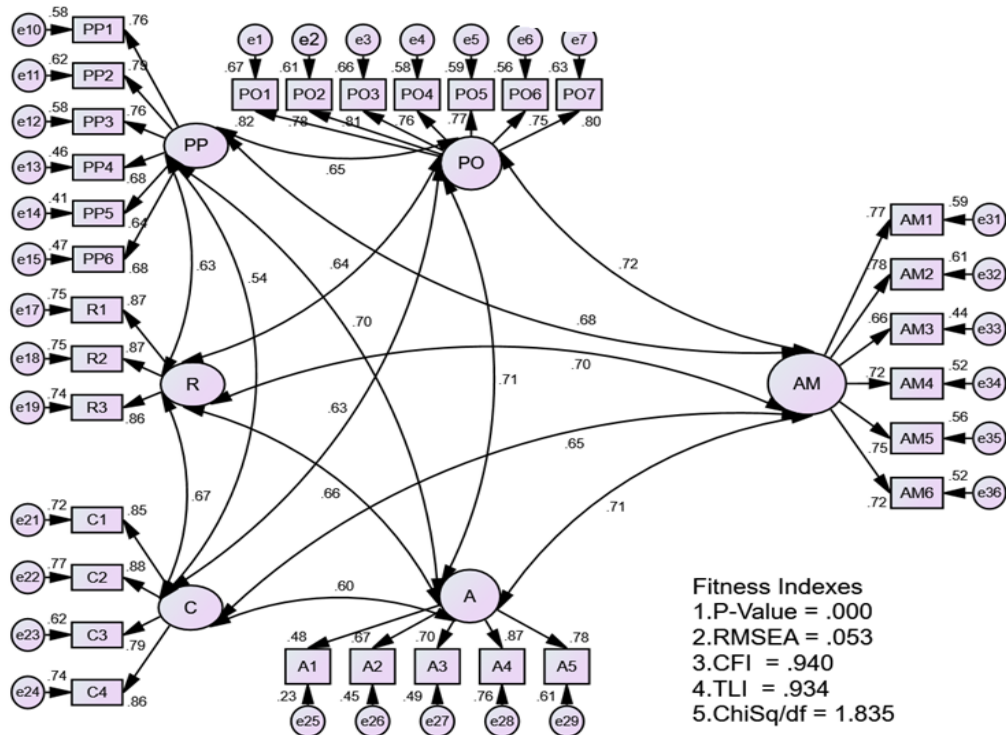 e10 .58 PP1 .76
e11 .62 PP2 .79
e12 .58 PP3 .76
e13 .46 PP4 .68
e14 .41 PP5 .64
e15 .47 PP6 .68
PP
e1 e2 e3 e4 e5 e6 e7
.67 .61 .66 .58 .59 .56 .63
PO1 PO2 PO3 PO4 PO5 PO6 PO7
.82 .78 .81 .76 .77 .75 .80
PO
.65
.63 .54 .64 .72
.70 .68 .70 .71
e17 .75 R1 .87
e18 .75 R2 .87
e19 .74 R3 .86
R
.77 AM1 .59 e31
.78 AM2 .61 e32
.66 AM3 .44 e33
.72 AM4 .52 e34
.75 AM5 .56 e35
.72 AM6 .52 e36
AM
.63 .65
.67 .66 .71
e21 .72 C1 .85
e22 .77 C2 .88
e23 .62 C3 .79
e24 .74 C4 .86
C
.60
A
.48 .67 .70 .87 .78
A1 A2 A3 A4 A5
.23 .45 .49 .76 .61
e25 e26 e27 e28 e29
Fitness Indexes
1.P-Value = .000
2.RMSEA = .053
3.CFI = .940
4.TLI = .934
5.ChiSq/df = 1.835